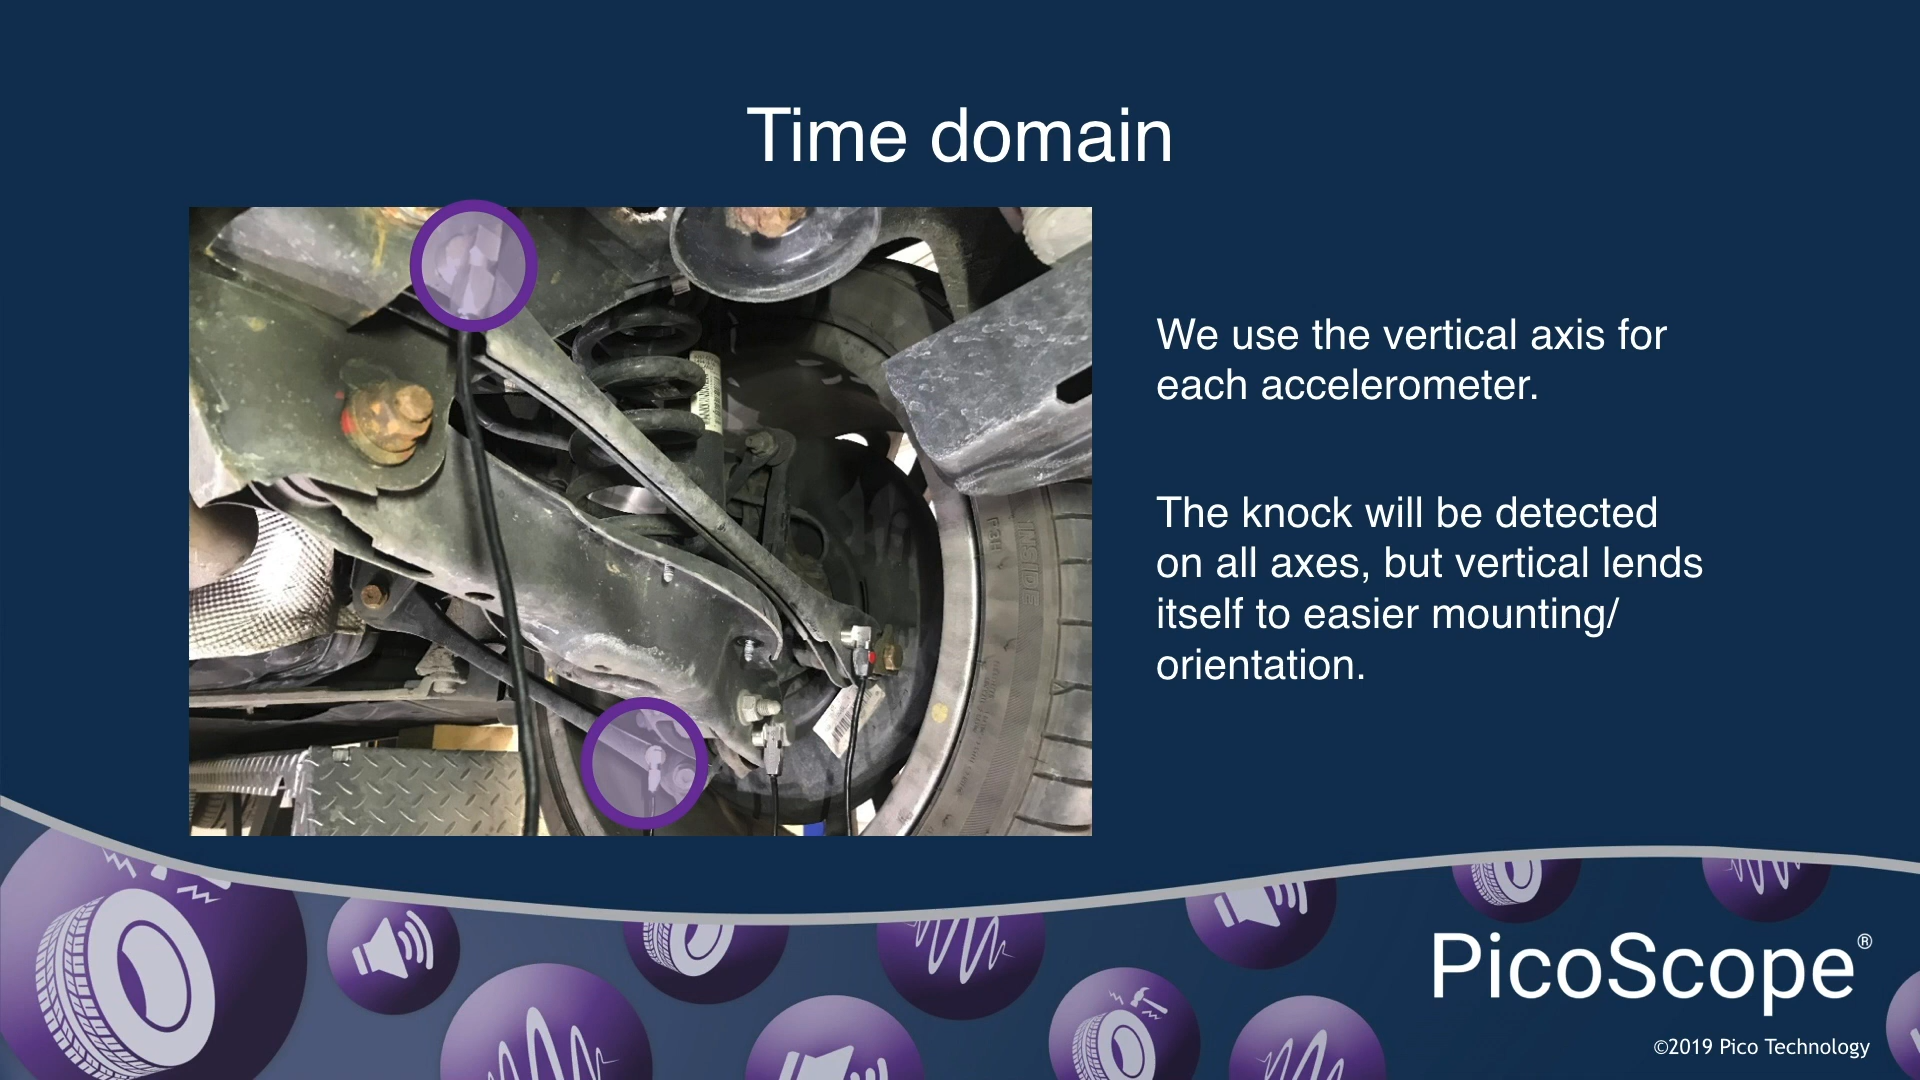 Time domain
We use the vertical axis for
each accelerometer.
The knock will be detected
on all axes, but vertical lends
itself to easier mounting/
orientation.
INSIDE
PicoScope®
©2019 Pico Technology